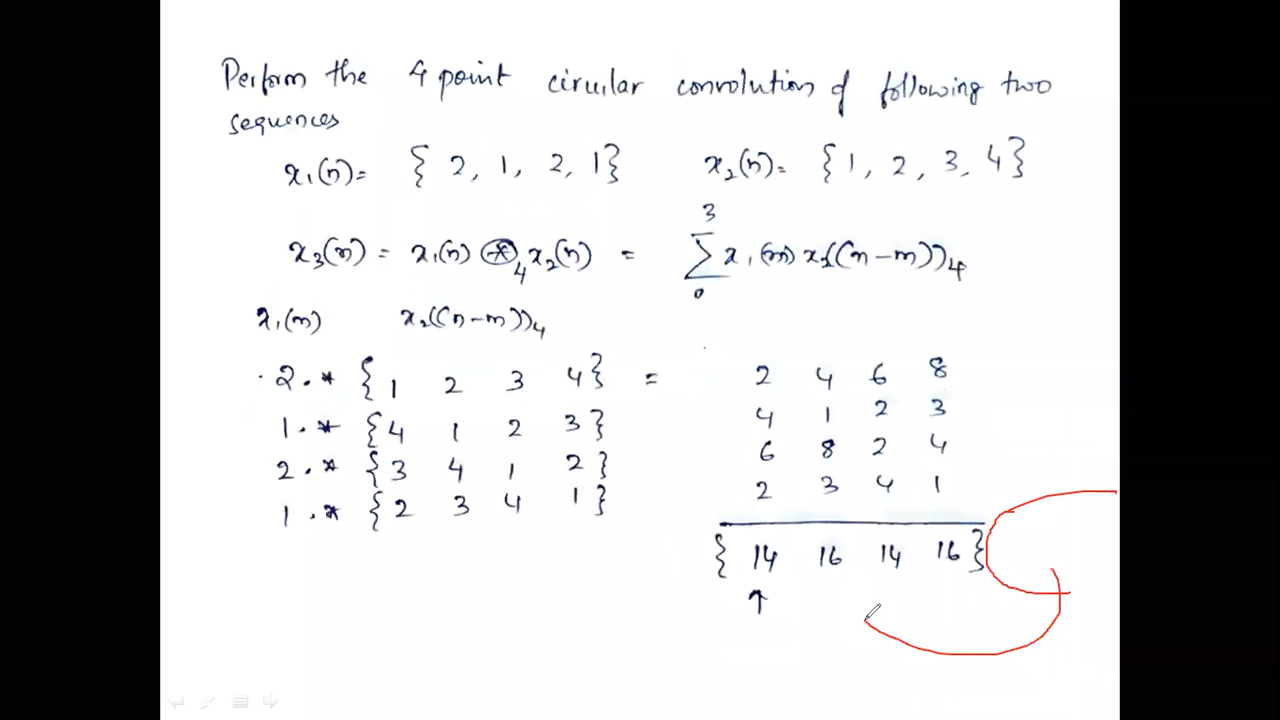 Perform the 4 point circular convolution of following two
sequences
x₁(n)= { 2, 1, 2, 1} x₂(n)= {1, 2, 3, 4}
x₃(n) = x₁(n) ⊛₄ x₂(n) = ∑₀³ x₁(m) x₂((n-m))₄
x₁(m) x₂((n-m))₄
2.* { 1 2 3 4} = 2 4 6 8
1.* {4 1 2 3} 4 1 2 3
2.* {3 4 1 2} 6 8 2 4
1.* {2 3 4 1} 2 3 4 1
{ 14 16 14 16 }
↑